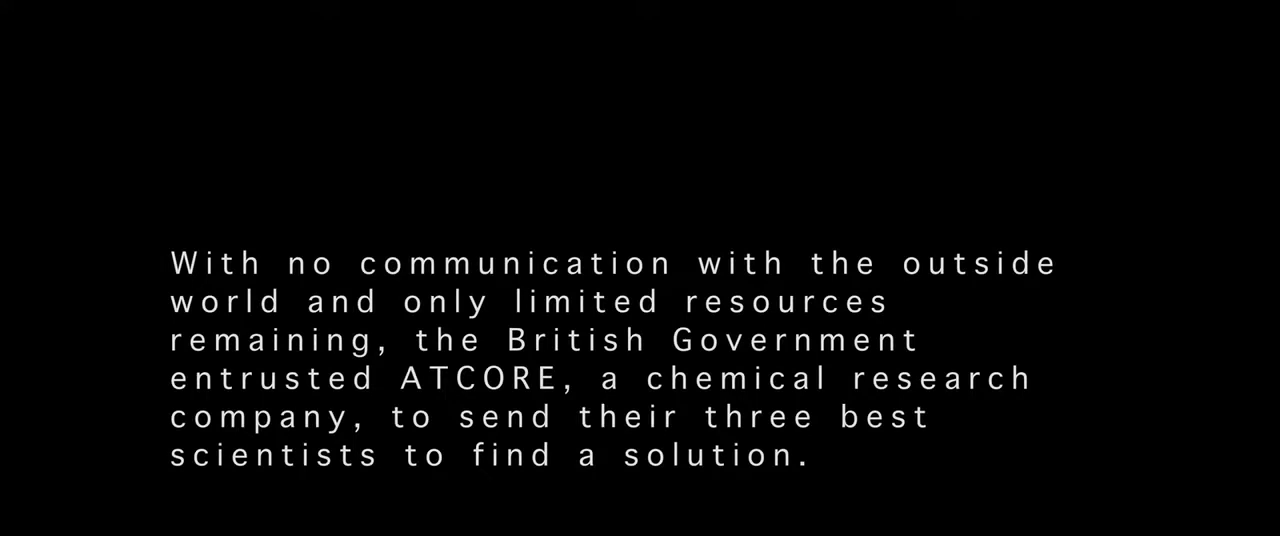 With no communication with the outside
world and only limited resources
remaining, the British Government
entrusted ATCORE, a chemical research
company, to send their three best
scientists to find a solution.